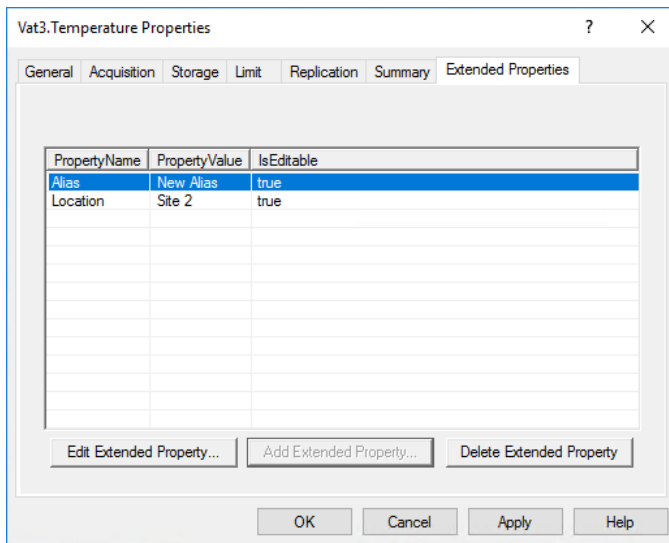 Vat3.Temperature Properties ?
General Acquisition Storage Limit Replication Summary Extended Properties
PropertyName PropertyValue IsEditable
Alias New Alias true
Location Site 2 true
Edit Extended Property... Add Extended Property... Delete Extended Property
OK Cancel Apply Help